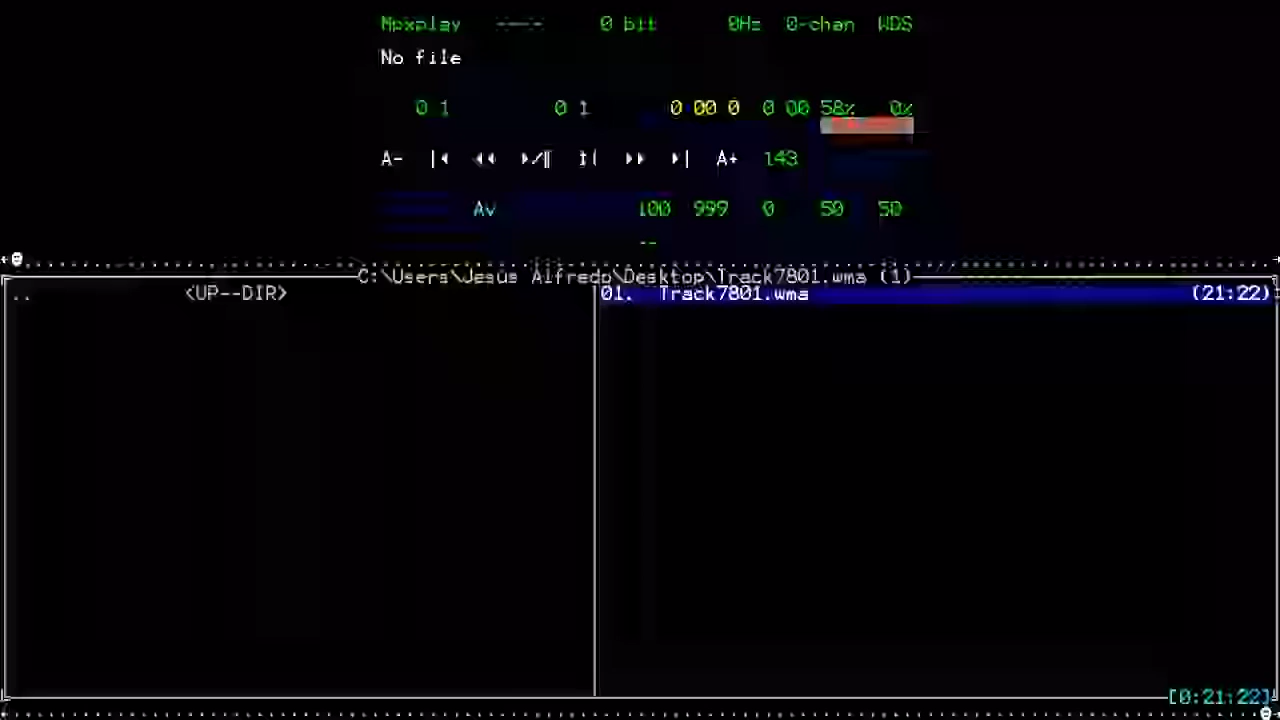 Mpxplay ---- 0 bit 0Hz 0-chan WDS
No file
0 1 0 1 0 00 0 0 00 58% 0%
A- |◂ ◂◂ ▸/‖ ▸▸ ▸| A+ 143
Av 100 999 0 50 50
--
C:\Users\Jesus Alfredo\Desktop\Track7801.wma (1)
.. <UP--DIR> 01. Track7801.wma (21:22)
[0:21:22]